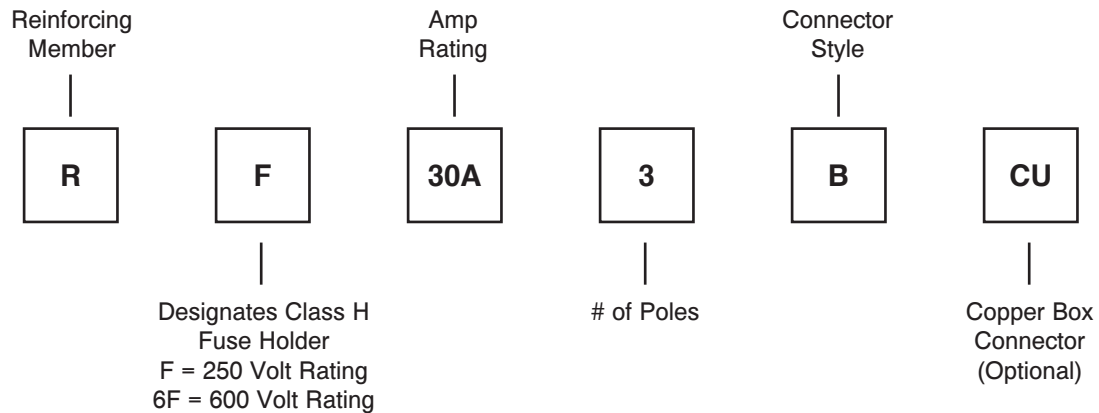 Reinforcing
Member
Amp
Rating
Connector
Style
R
F
30A
3
B
CU
Designates Class H
Fuse Holder
F = 250 Volt Rating
6F = 600 Volt Rating
# of Poles
Copper Box
Connector
(Optional)